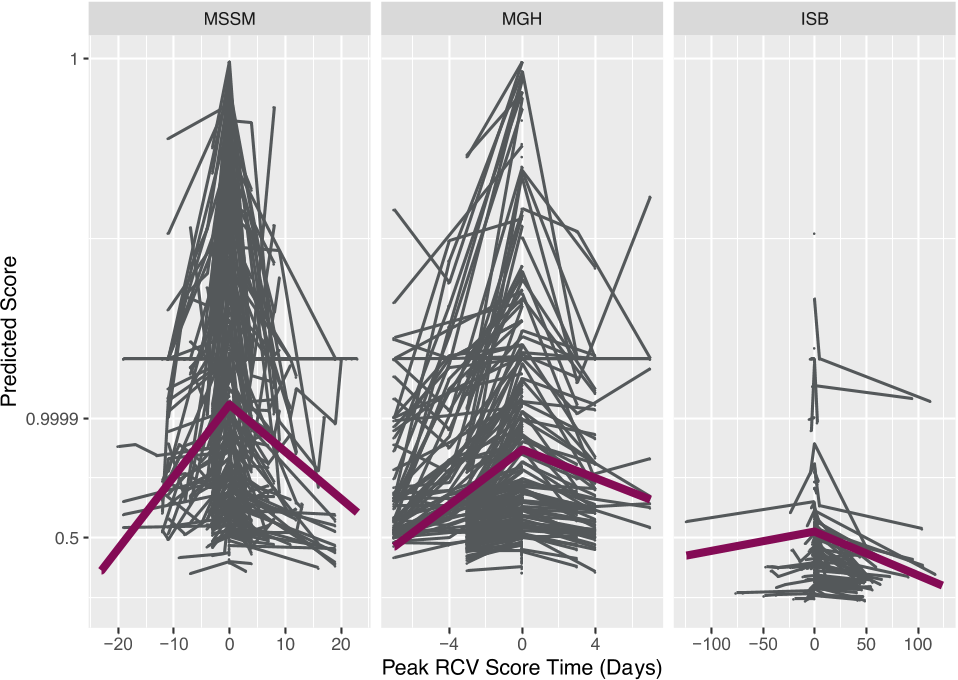 MSSM MGH ISB
Predicted Score
1
0.9999
0.5
−20 −10 0 10 20 −4 0 4 −100 −50 0 50 100
Peak RCV Score Time (Days)